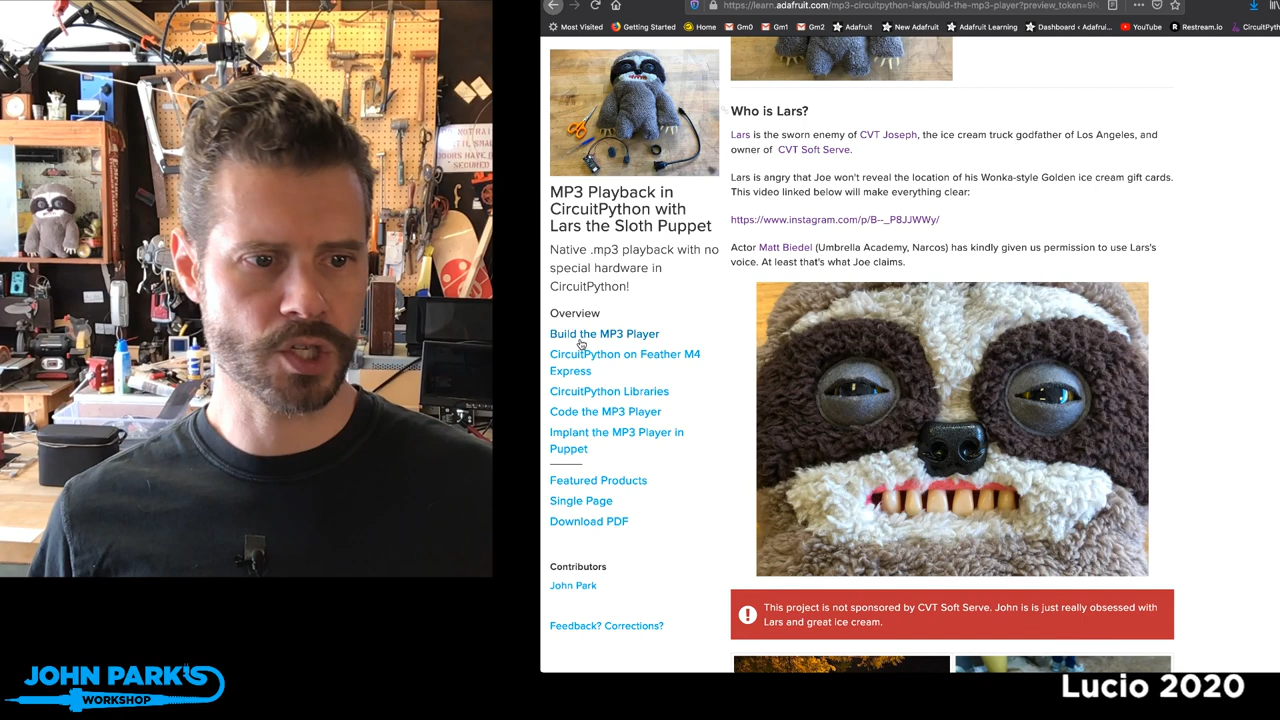 https://learn.adafruit.com/mp3-circuitpython-lars/build-the-mp3-player?preview_token=
Most Visited
Getting Started
Home
Gm0
Gm1
Gm2
Adafruit
New Adafruit
Adafruit Learning
Dashboard ‹ Adafrui...
YouTube
Restream.io
CircuitPy
MP3 Playback in
CircuitPython with
Lars the Sloth Puppet
Native .mp3 playback with no
special hardware in
CircuitPython!
Overview
Build the MP3 Player
CircuitPython on Feather M4
Express
CircuitPython Libraries
Code the MP3 Player
Implant the MP3 Player in
Puppet
Featured Products
Single Page
Download PDF
Contributors
John Park
Feedback? Corrections?
Who is Lars?
Lars is the sworn enemy of CVT Joseph, the ice cream truck godfather of Los Angeles, and
owner of CVT Soft Serve.
Lars is angry that Joe won't reveal the location of his Wonka-style Golden ice cream gift cards.
This video linked below will make everything clear:
https://www.instagram.com/p/B--_P8JJWWy/
Actor Matt Biedel (Umbrella Academy, Narcos) has kindly given us permission to use Lars's
voice. At least that's what Joe claims.
This project is not sponsored by CVT Soft Serve. John is is just really obsessed with
Lars and great ice cream.
JOHN PARK'S
WORKSHOP
Lucio 2020